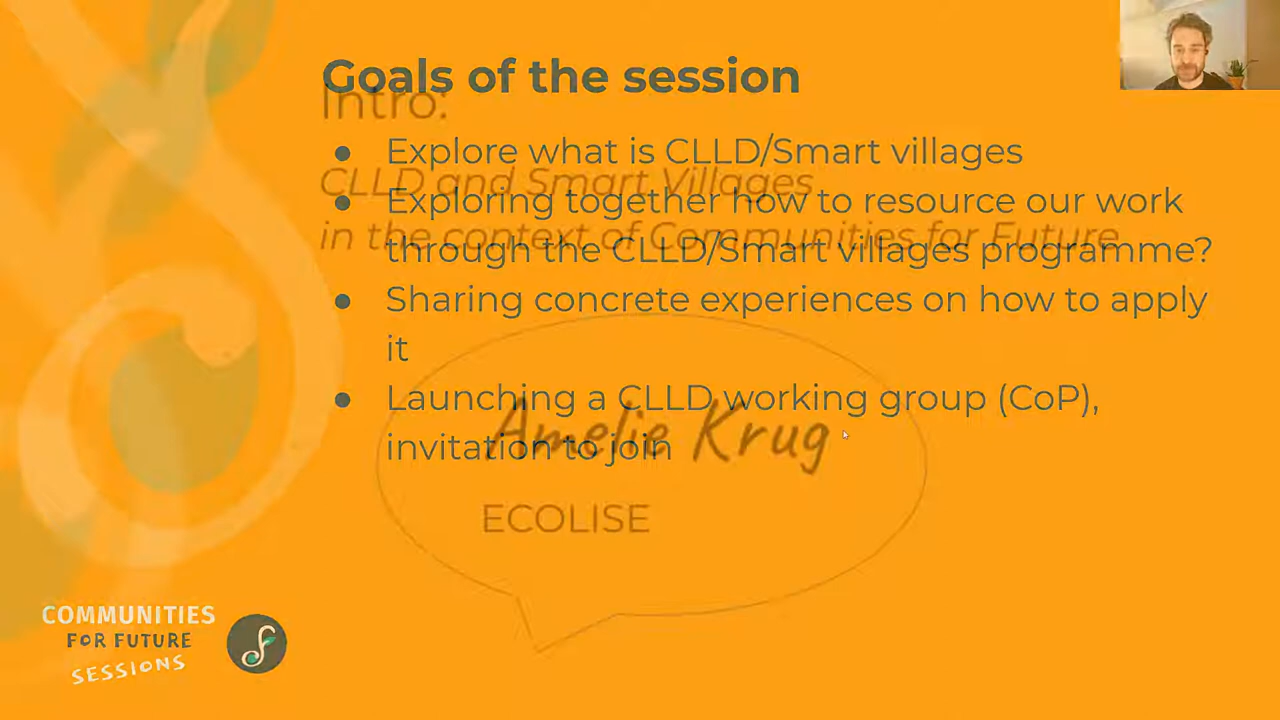 Goals of the session
Intro:
● Explore what is CLLD/Smart villages
CLLD and Smart Villages
● Exploring together how to resource our work
in the context of Communities for Future
through the CLLD/Smart villages programme?
● Sharing concrete experiences on how to apply
it
● Launching a CLLD working group (CoP),
Amelie Krug
invitation to join
ECOLISE
COMMUNITIES
FOR FUTURE
SESSIONS